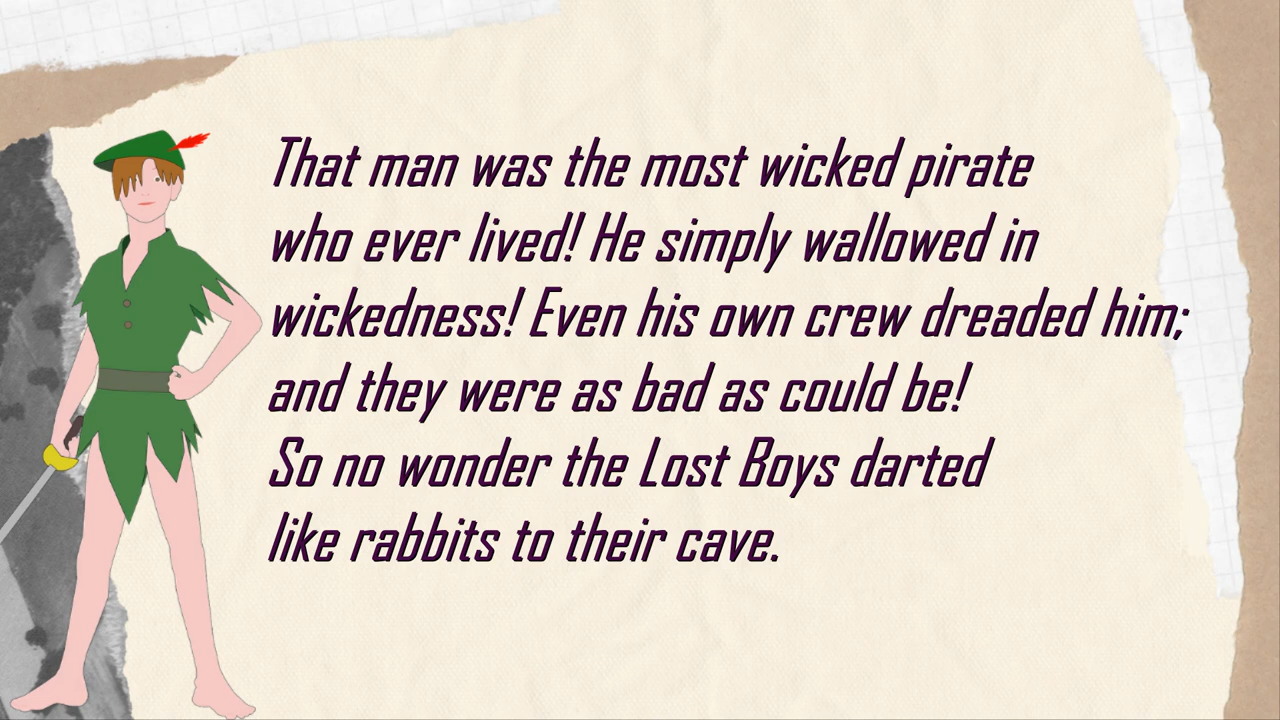 That man was the most wicked pirate
who ever lived! He simply wallowed in
wickedness! Even his own crew dreaded him;
and they were as bad as could be!
So no wonder the Lost Boys darted
like rabbits to their cave.